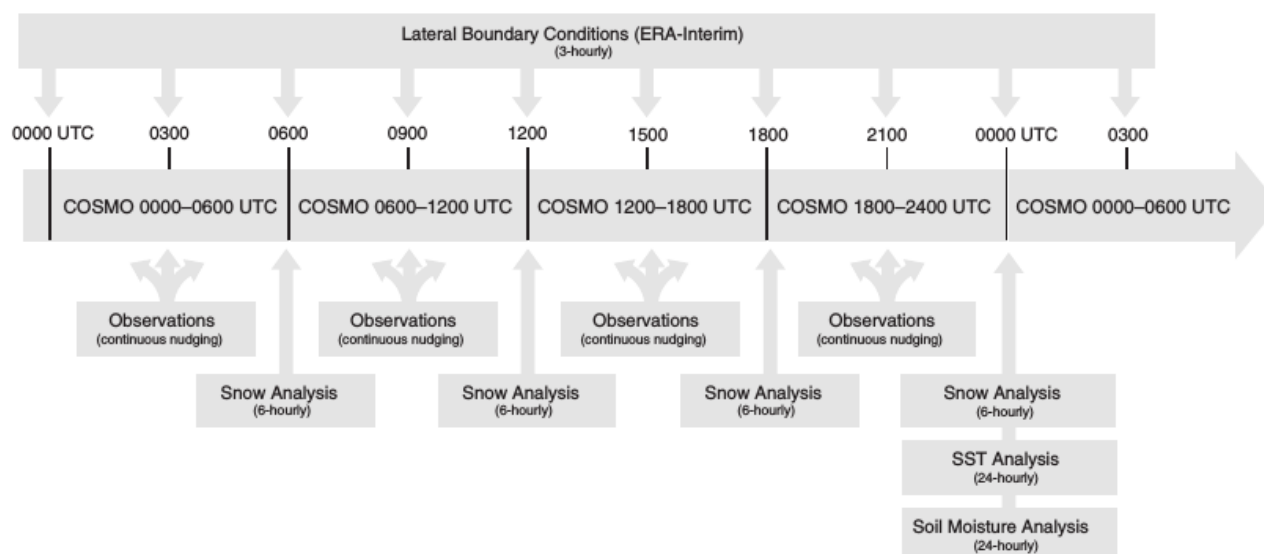 Lateral Boundary Conditions (ERA-Interim)
(3-hourly)
0000 UTC 0300 0600 0900 1200 1500 1800 2100 0000 UTC 0300
COSMO 0000–0600 UTC COSMO 0600–1200 UTC COSMO 1200–1800 UTC COSMO 1800–2400 UTC COSMO 0000–0600 UTC
Observations Observations Observations Observations
(continuous nudging) (continuous nudging) (continuous nudging) (continuous nudging)
Snow Analysis Snow Analysis Snow Analysis Snow Analysis
(6-hourly) (6-hourly) (6-hourly) (6-hourly)
SST Analysis
(24-hourly)
Soil Moisture Analysis
(24-hourly)